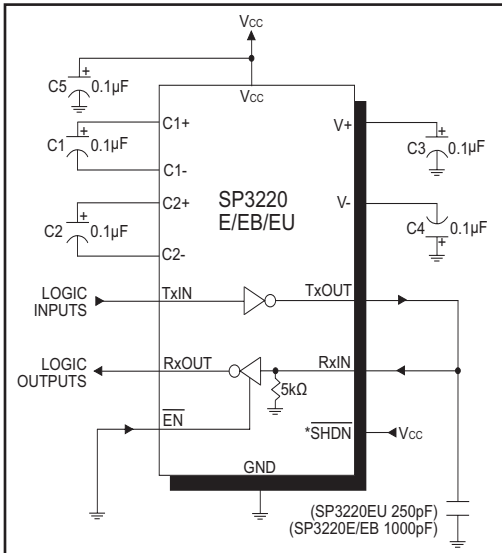 VCC
C5
+
0.1µF
VCC
C1
+
0.1µF
C1+
C1-
C2
+
0.1µF
C2+
C2-
SP3220
E/EB/EU
V+
C3
+
0.1µF
V-
C4
+
0.1µF
LOGIC
INPUTS
TxIN
TxOUT
LOGIC
OUTPUTS
RxOUT
RxIN
5kΩ
EN
*SHDN
VCC
GND
(SP3220EU 250pF)
(SP3220E/EB 1000pF)